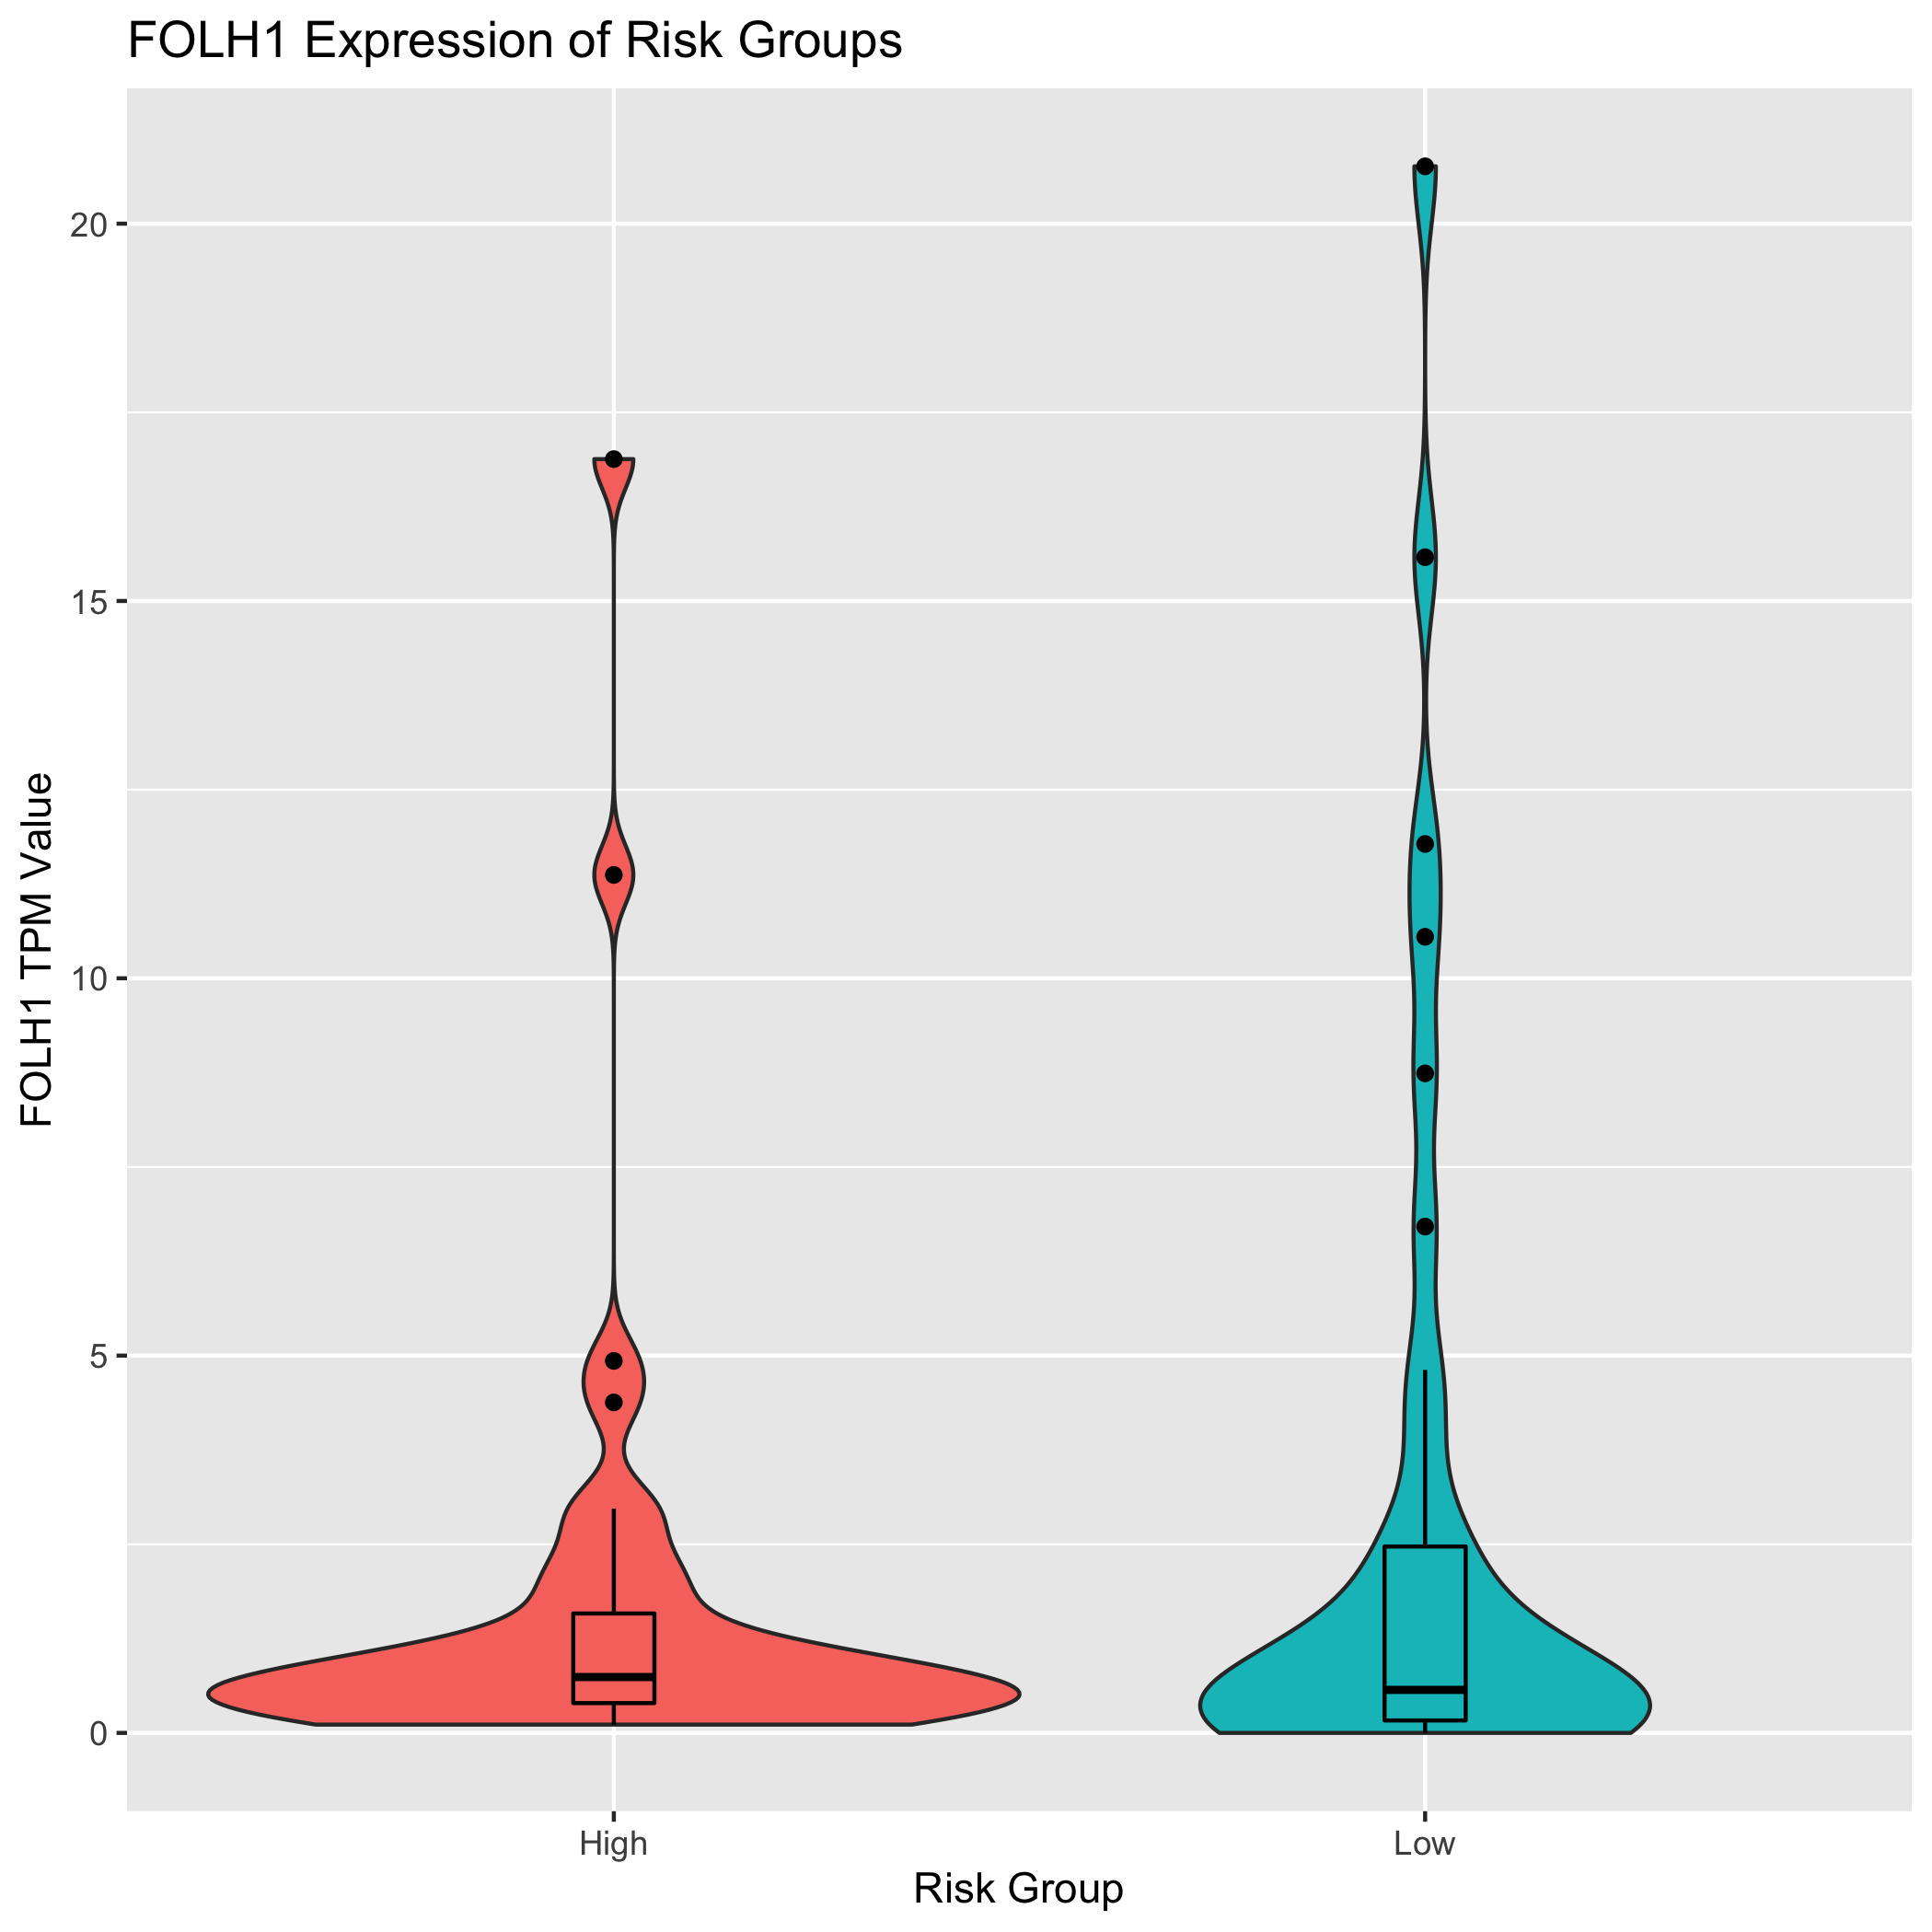 FOLH1 Expression of Risk Groups
FOLH1 TPM Value
20
15
10
5
0
High
Low
Risk Group